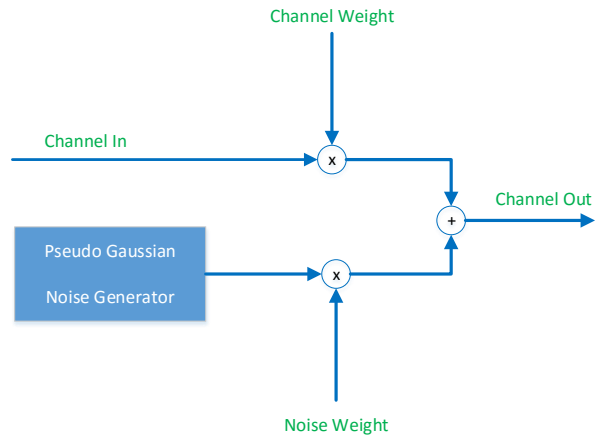 Channel Weight
Channel In
x
Channel Out
+
Pseudo Gaussian
Noise Generator
x
Noise Weight